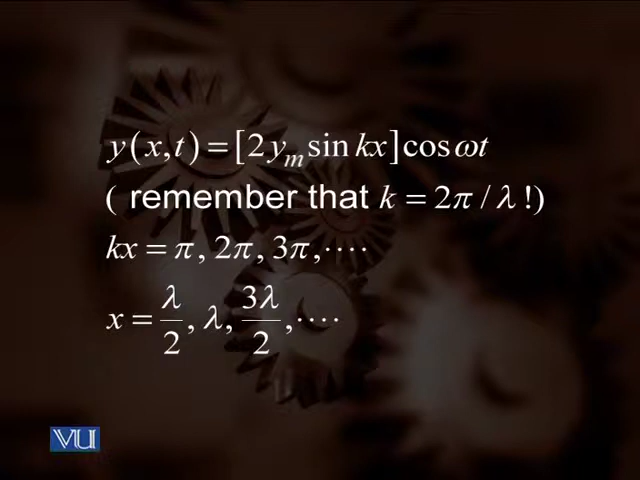 y(x,t) = [2y_m sin kx] cos ωt
( remember that k = 2π / λ !)
kx = π, 2π, 3π, ····
x = λ/2, λ, 3λ/2, ····
VU